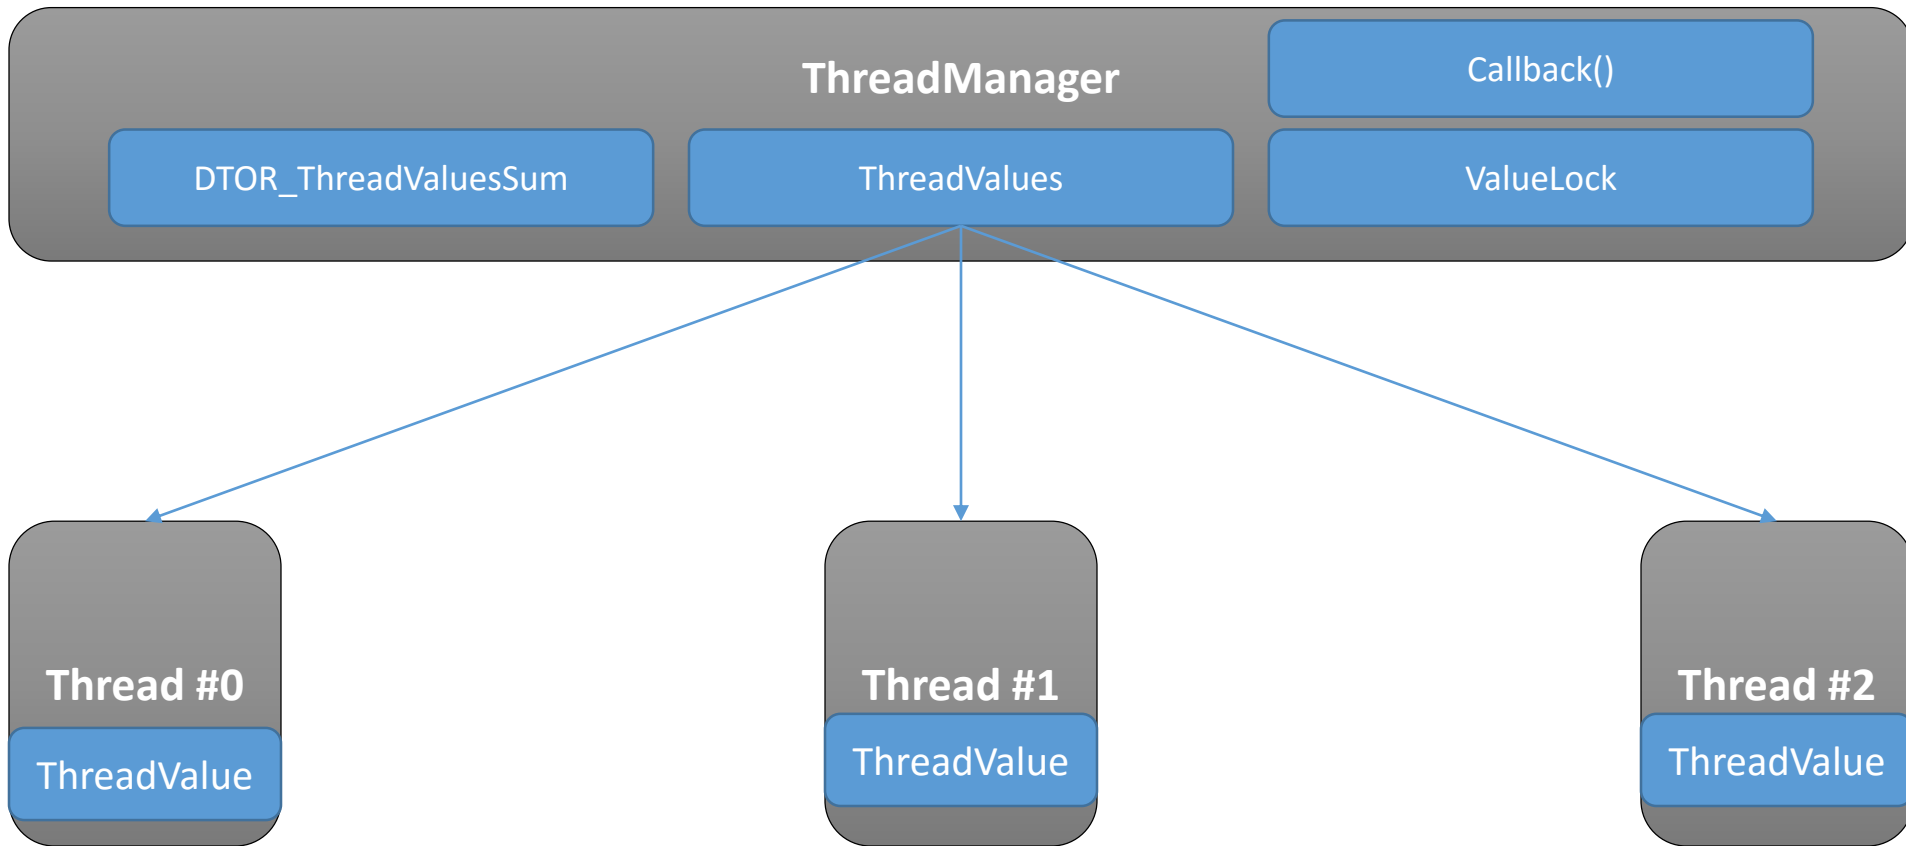 ThreadManager
Callback()
DTOR_ThreadValuesSum
ThreadValues
ValueLock
Thread #0
ThreadValue
Thread #1
ThreadValue
Thread #2
ThreadValue